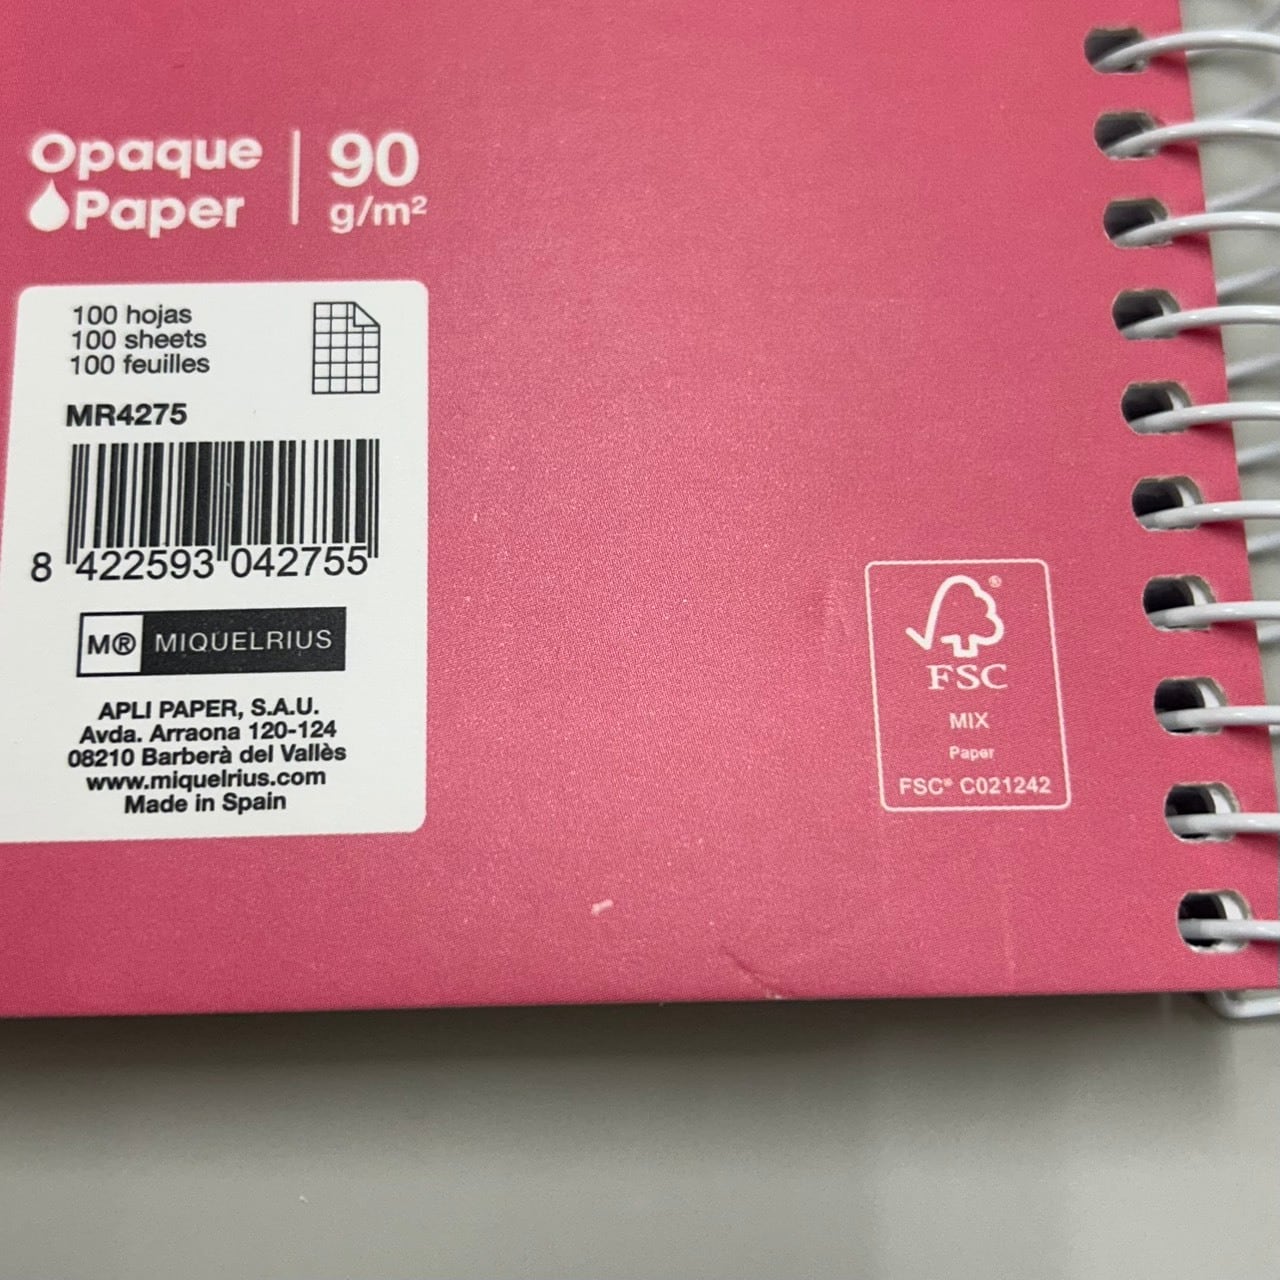 Opaque
Paper
90
g/m²
100 hojas
100 sheets
100 feuilles
MR4275
8 422593 042755
M® MIQUELRIUS
APLI PAPER, S.A.U.
Avda. Arraona 120-124
08210 Barberà del Vallès
www.miquelrius.com
Made in Spain
®
FSC
MIX
Paper
FSC® C021242